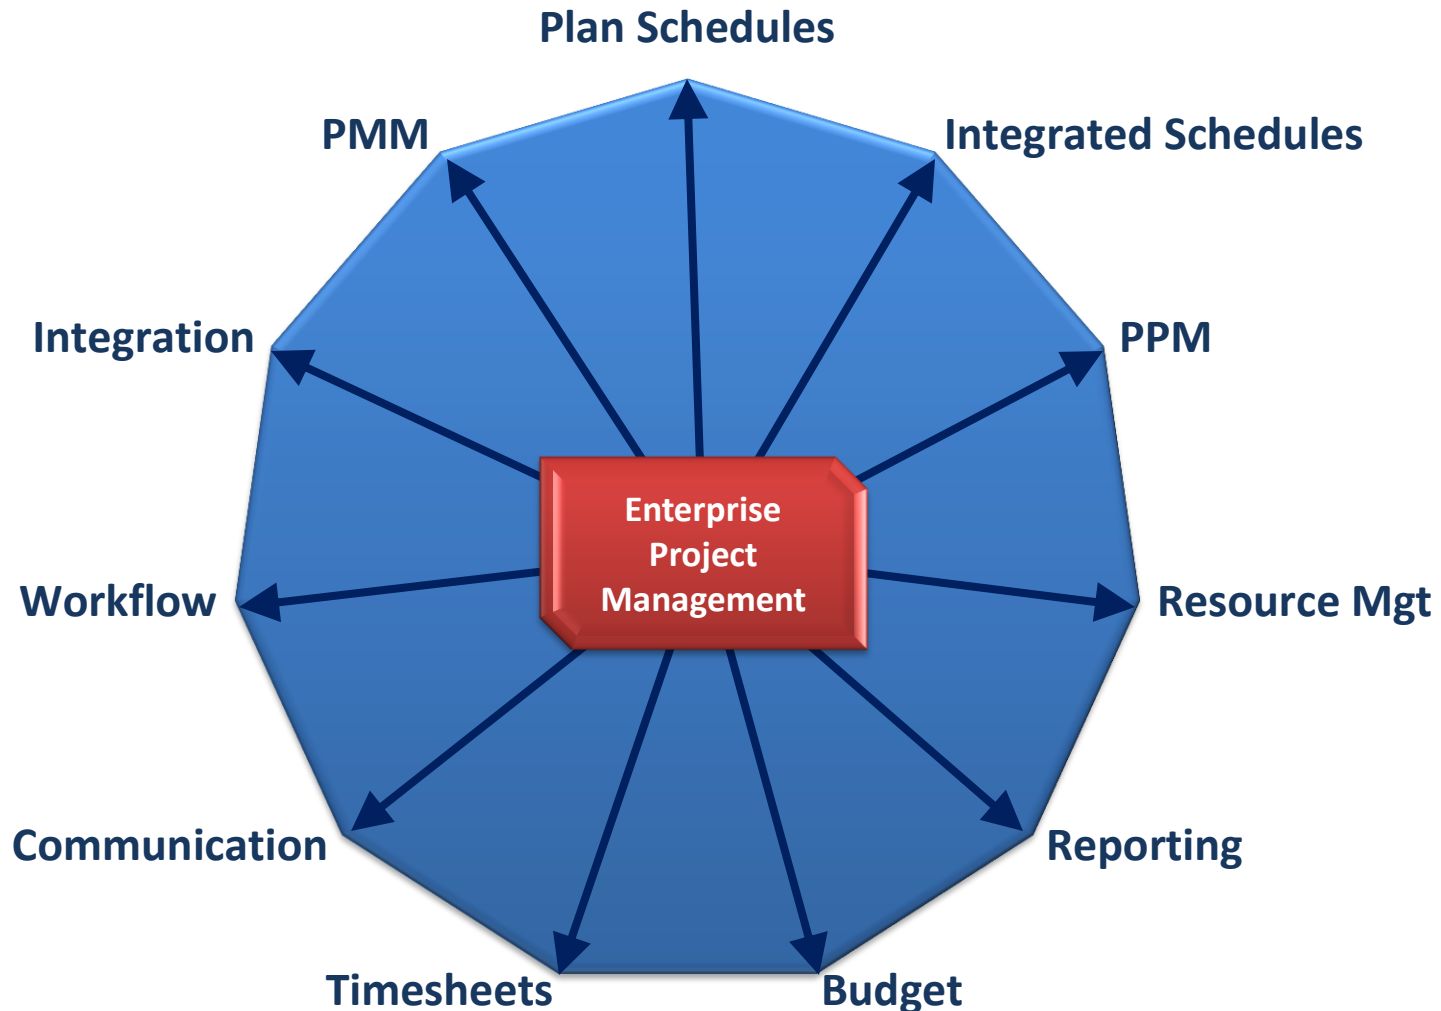 Plan Schedules
PMM
Integrated Schedules
Integration
PPM
Enterprise
Project
Management
Workflow
Resource Mgt
Communication
Reporting
Timesheets
Budget